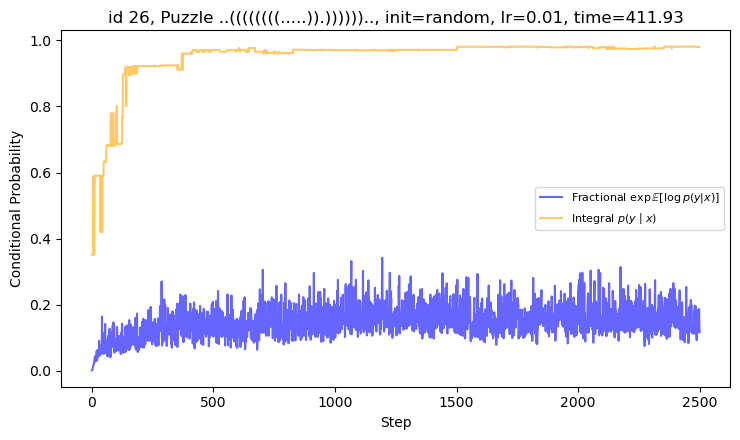 id 26, Puzzle ..((((((((.....)).)))))).., init=random, lr=0.01, time=411.93
1.0
0.8
0.6
0.4
0.2
0.0
Conditional Probability
Fractional exp𝔼[log p(y|x)]
Integral p(y | x)
0 500 1000 1500 2000 2500
Step